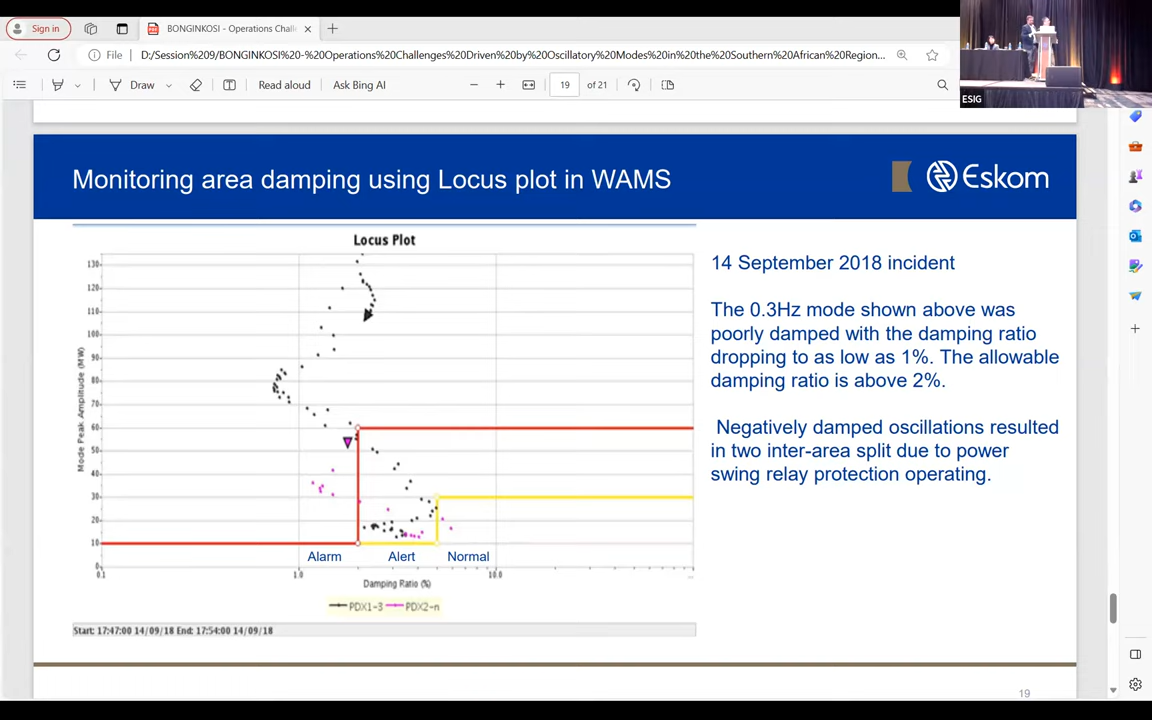 Sign in
BONGINKOSI - Operations Chall
File
D:/Session%209/BONGINKOSI%20-%20Operations%20Challenges%20Driven%20by%20Oscillatory%20Modes%20in%20the%20Southern%20African%20Region...
Draw
Read aloud
Ask Bing AI
19 of 21
ESIG
Monitoring area damping using Locus plot in WAMS
Eskom
Locus Plot
130
120
110
100
90
80
70
60
50
40
30
20
10
0
Mode Peak Amplitude (MW)
0.1 1.0 10.0
Alarm Alert Normal
Damping Ratio (%)
PDX1-3 PDX2-n
Start: 17:47:00 14/09/18 End: 17:54:00 14/09/18
14 September 2018 incident
The 0.3Hz mode shown above was
poorly damped with the damping ratio
dropping to as low as 1%. The allowable
damping ratio is above 2%.
Negatively damped oscillations resulted
in two inter-area split due to power
swing relay protection operating.
19